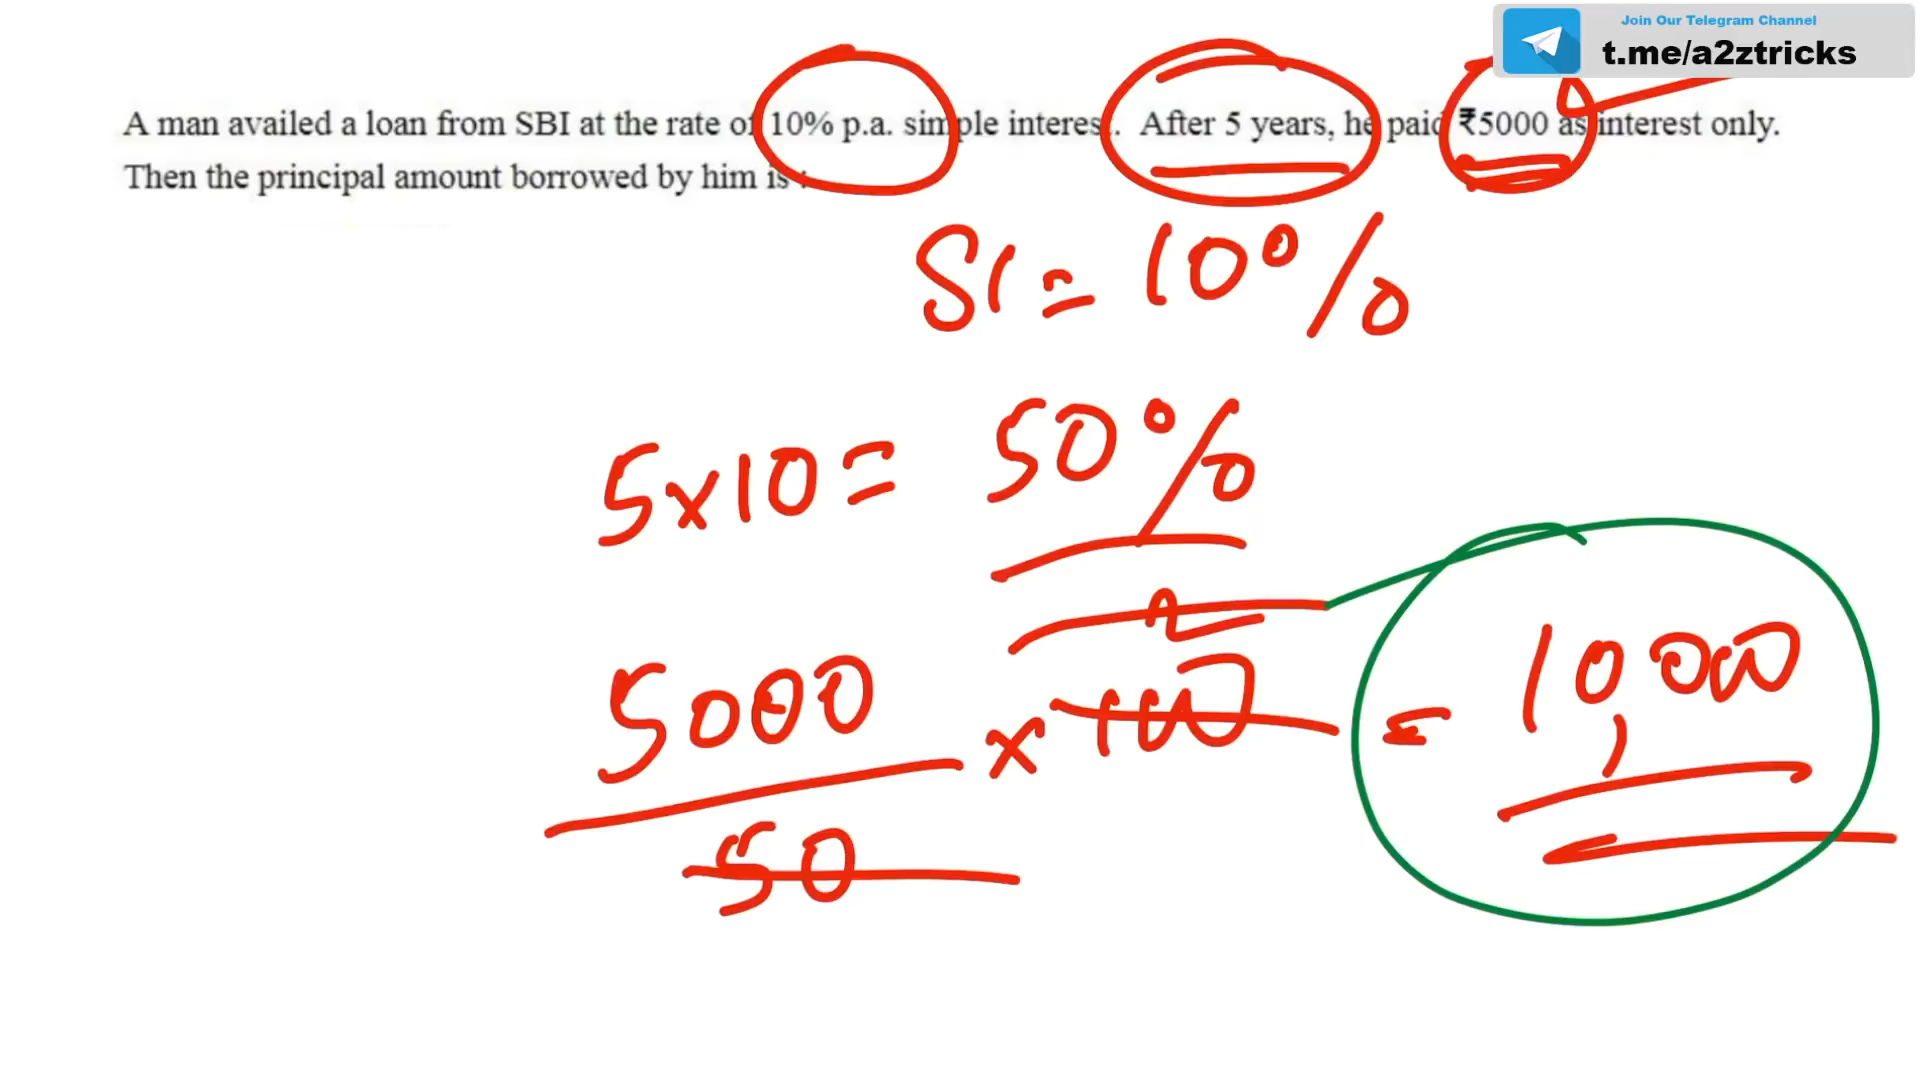 Join Our Telegram Channel
t.me/a2ztricks
A man availed a loan from SBI at the rate of 10% p.a. simple interest. After 5 years, he paid ₹5000 as interest only.
Then the principal amount borrowed by him is :
SI = 10%
5x10 = 50%
2
5000 x 100 = 10,000
50